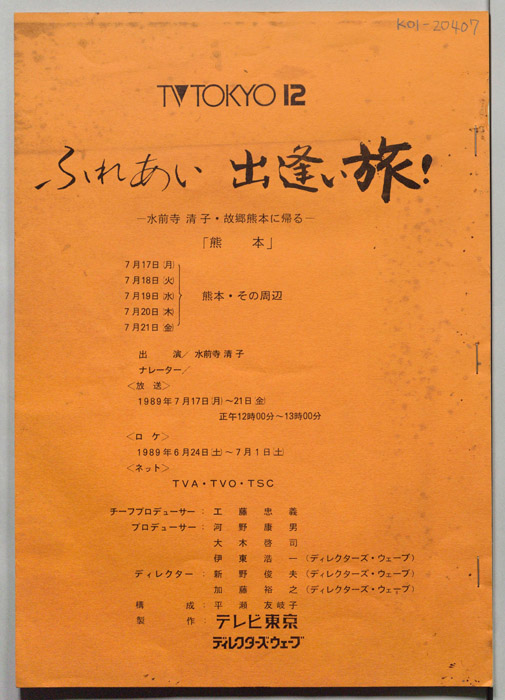 K01-20407
TV TOKYO 12
ふれあい 出逢い旅!
―水前寺 清子・故郷熊本に帰る―
「熊 本」
7月17日(月)
7月18日(火)
7月19日(水) 熊本・その周辺
7月20日(木)
7月21日(金)
出 演/ 水前寺 清子
ナレーター/
<放 送>
1989年7月17日(月)~21日(金)
正午12時00分~13時00分
<ロ ケ>
1989年6月24日(土)~7月1日(土)
<ネット>
TVA・TVO・TSC
チーフプロデューサー:工 藤 忠 義
プロデューサー:河 野 康 男
大 木 啓 司
伊 東 浩 一(ディレクターズ・ウェーブ)
ディレクター:新 野 俊 夫(ディレクターズ・ウェーブ)
加 藤 裕 之(ディレクターズ・ウェーブ)
構 成:平 瀬 友岐子
製 作:テレビ東京
ディレクターズ・ウェーブ